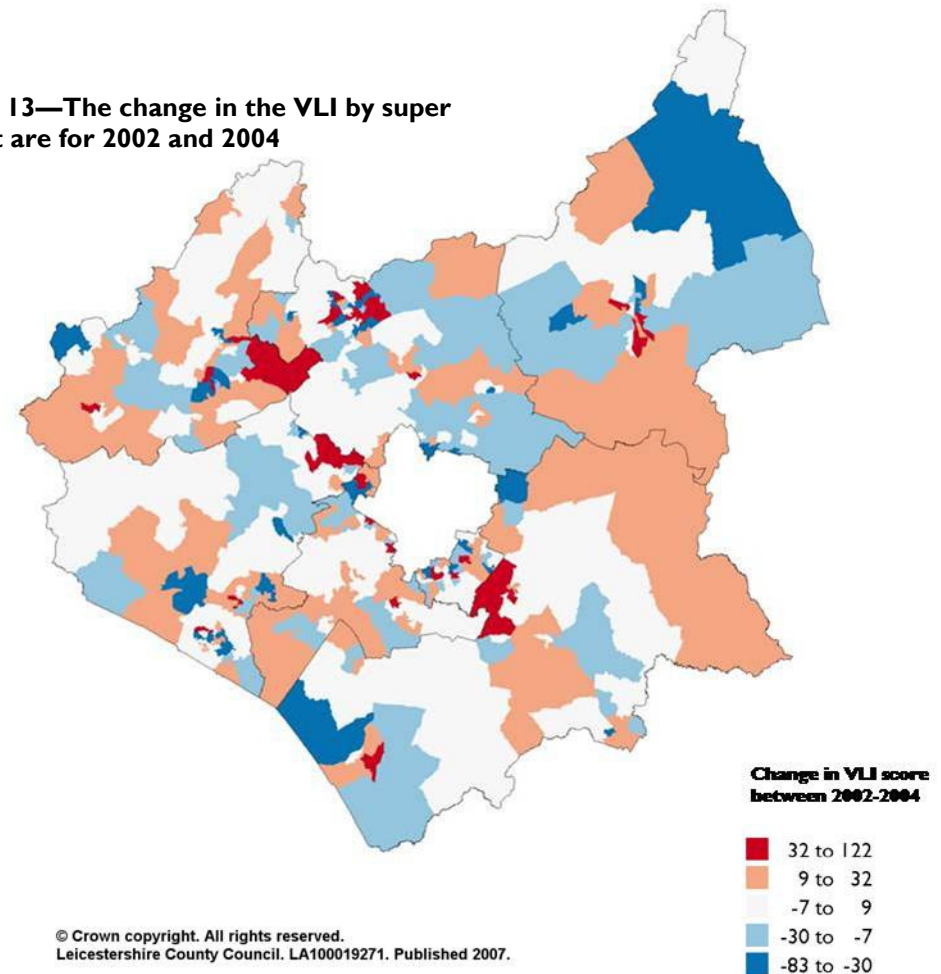 13—The change in the VLI by super
t are for 2002 and 2004
Change in VLI score
between 2002-2004
32 to 122
9 to 32
-7 to 9
-30 to -7
-83 to -30
© Crown copyright. All rights reserved.
Leicestershire County Council. LA100019271. Published 2007.